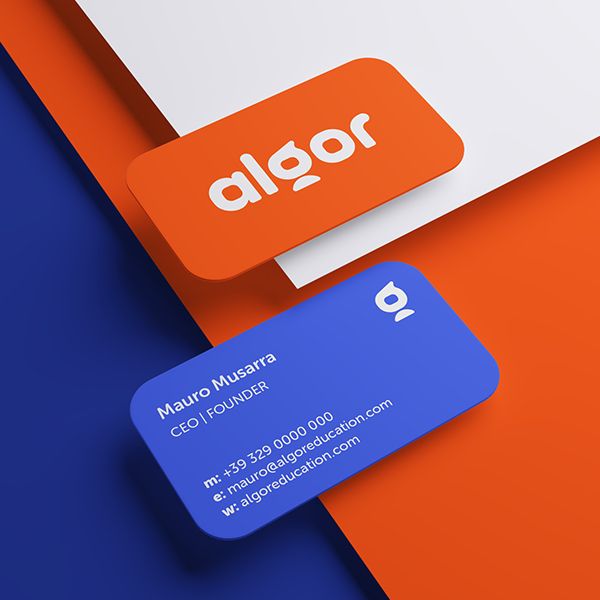 algor
g
Mauro Musarra
CEO | FOUNDER
m: +39 329 0000 000
e: mauro@algoreducation.com
w: algoreducation.com